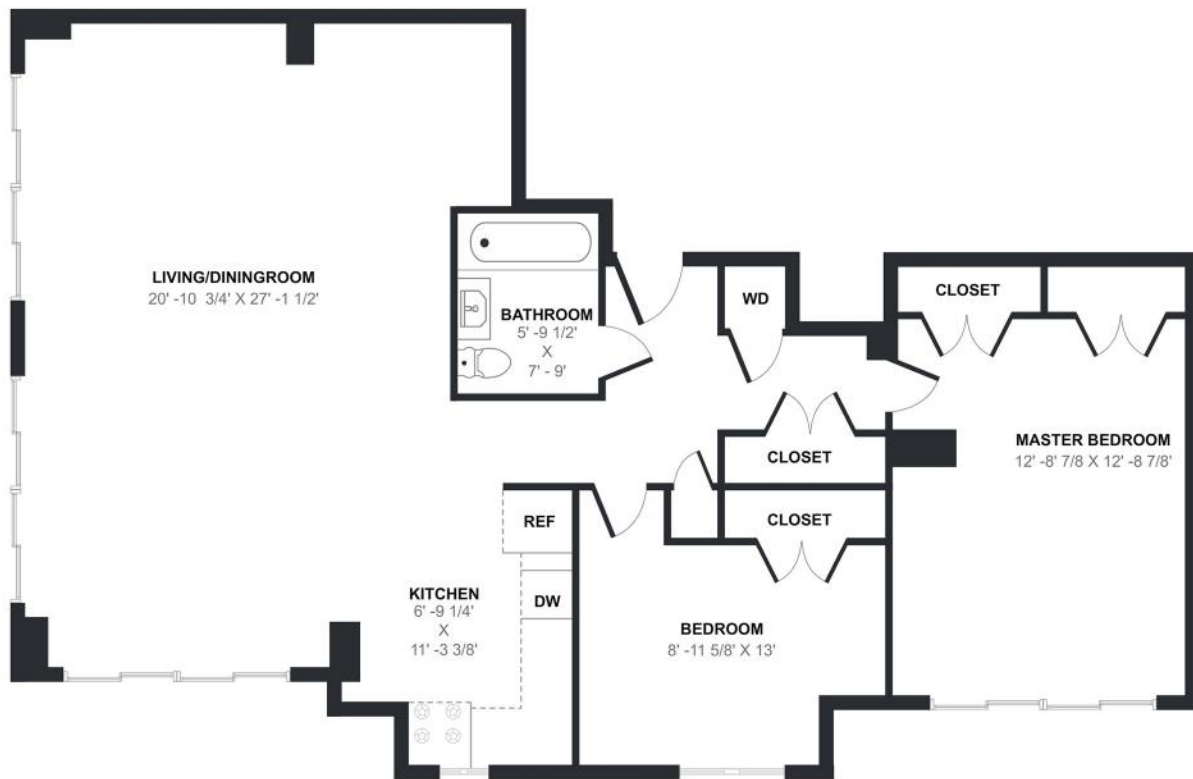 LIVING/DININGROOM
20' -10 3/4' X 27' -1 1/2'
BATHROOM
5' -9 1/2'
X
7' - 9'
WD
CLOSET
MASTER BEDROOM
12' -8' 7/8 X 12' -8 7/8'
CLOSET
CLOSET
REF
DW
KITCHEN
6' -9 1/4'
X
11' -3 3/8'
BEDROOM
8' -11 5/8' X 13'